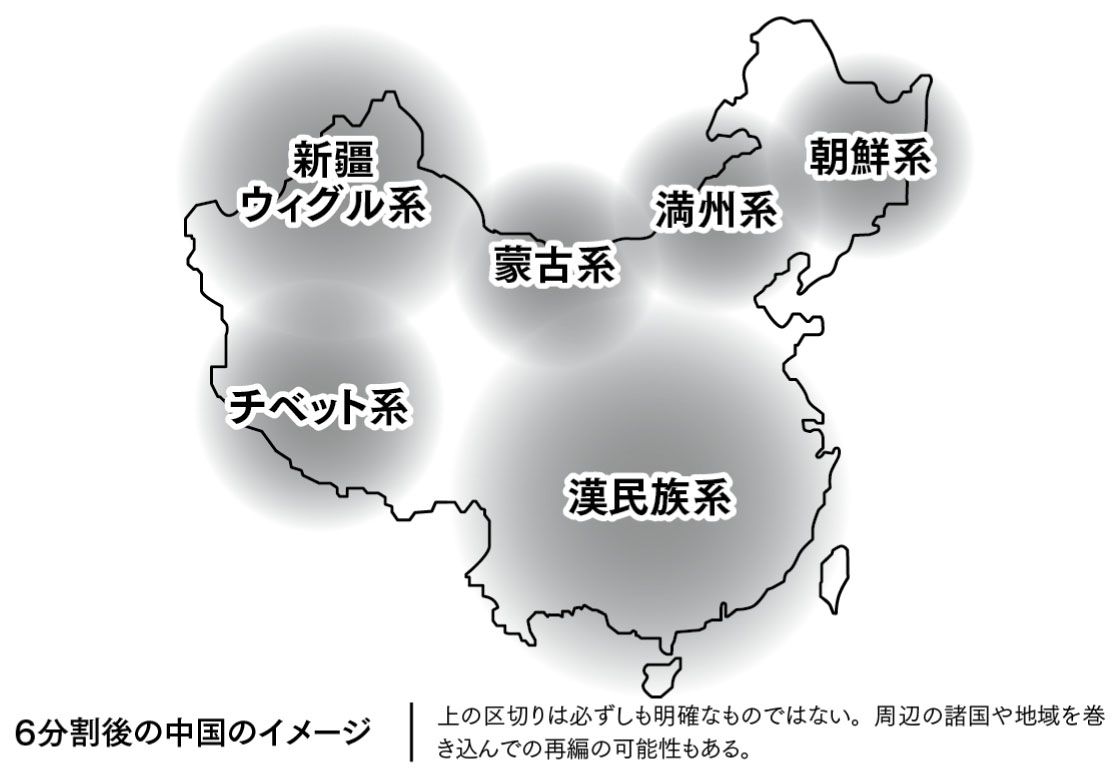 新疆
ウィグル系
朝鮮系
満州系
蒙古系
チベット系
漢民族系
6分割後の中国のイメージ
上の区切りは必ずしも明確なものではない。周辺の諸国や地域を巻
き込んでの再編の可能性もある。